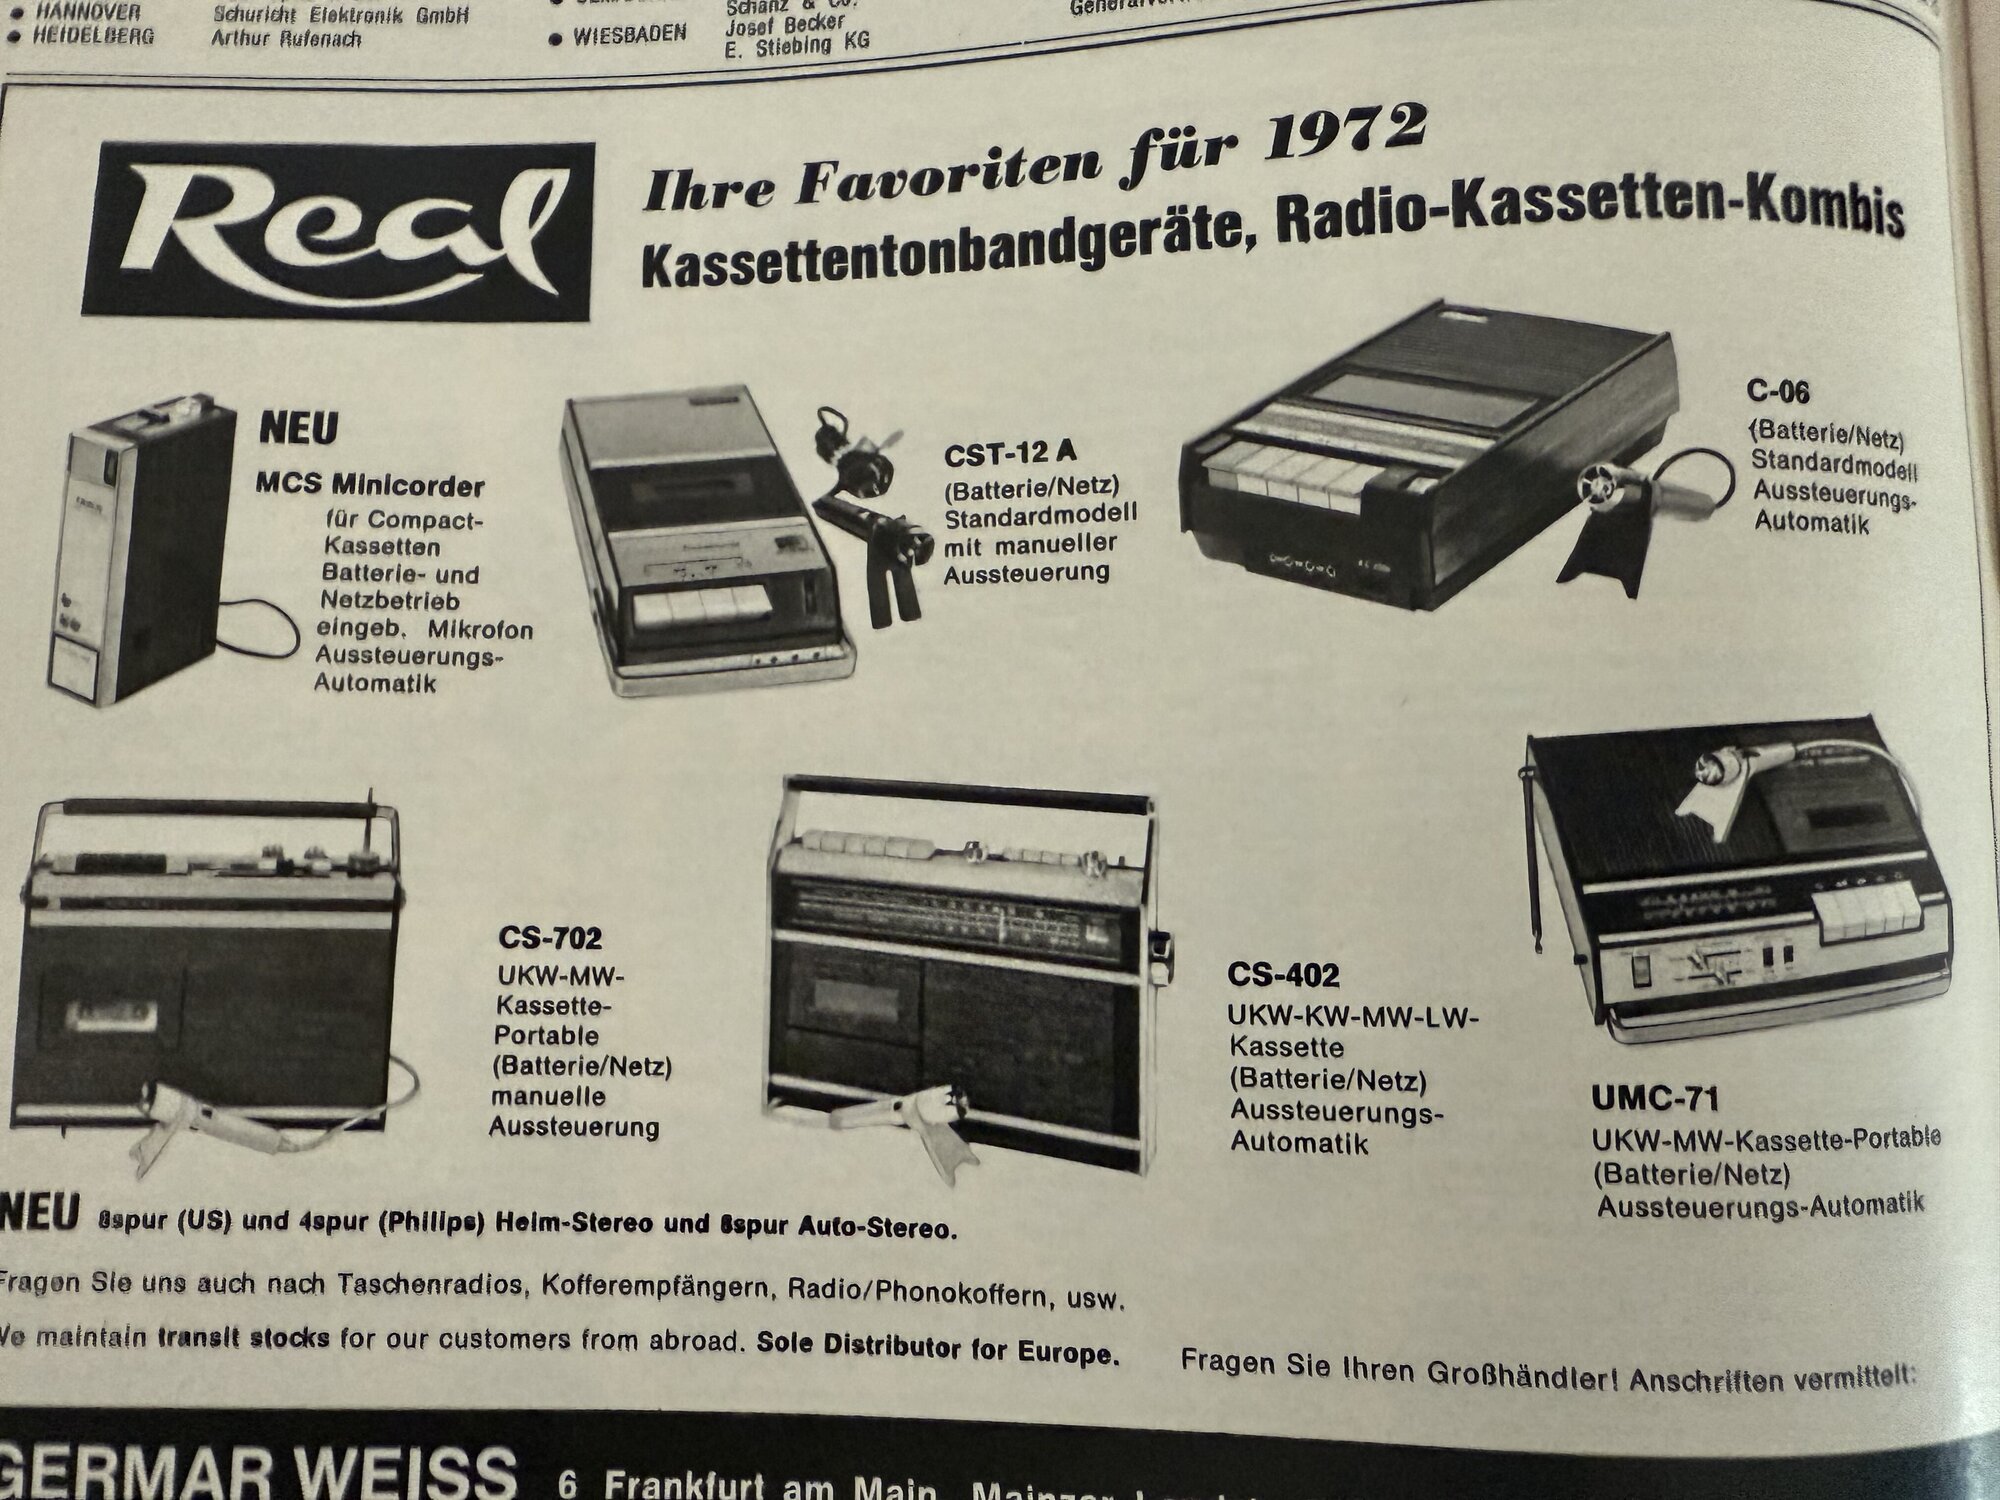 HANNOVER Schuricht Elektronik GmbH
HEIDELBERG Arthur Rufenach
Schanz & Co.
WIESBADEN Josef Becker
E. Stiebing KG
Real
Ihre Favoriten für 1972
Kassettentonbandgeräte, Radio-Kassetten-Kombis
NEU
MCS Minicorder
für Compact-
Kassetten
Batterie- und
Netzbetrieb
eingeb. Mikrofon
Aussteuerungs-
Automatik
CST-12 A
(Batterie/Netz)
Standardmodell
mit manueller
Aussteuerung
C-06
(Batterie/Netz)
Standardmodell
Aussteuerungs-
Automatik
CS-702
UKW-MW-
Kassette-
Portable
(Batterie/Netz)
manuelle
Aussteuerung
CS-402
UKW-KW-MW-LW-
Kassette
(Batterie/Netz)
Aussteuerungs-
Automatik
UMC-71
UKW-MW-Kassette-Portable
(Batterie/Netz)
Aussteuerungs-Automatik
NEU 8spur (US) und 4spur (Philips) Heim-Stereo und 8spur Auto-Stereo.
Fragen Sie uns auch nach Taschenradios, Kofferempfängern, Radio/Phonokoffern, usw.
We maintain transit stocks for our customers from abroad. Sole Distributor for Europe.
Fragen Sie Ihren Großhändler! Anschriften vermittelt:
GERMAR WEISS 6 Frankfurt am Main, Mainzer